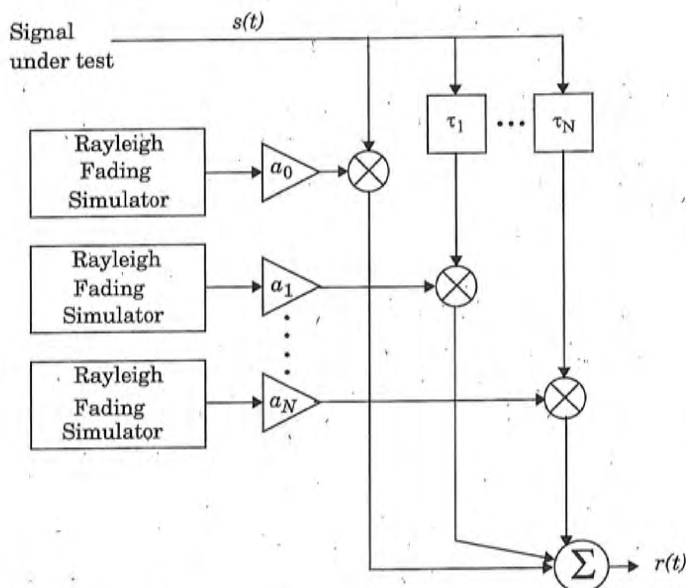 Signal
under test
s(t)
τ1 ••• τN
Rayleigh
Fading
Simulator
a0
Rayleigh
Fading
Simulator
a1
Rayleigh
Fading
Simulator
aN
Σ
r(t)